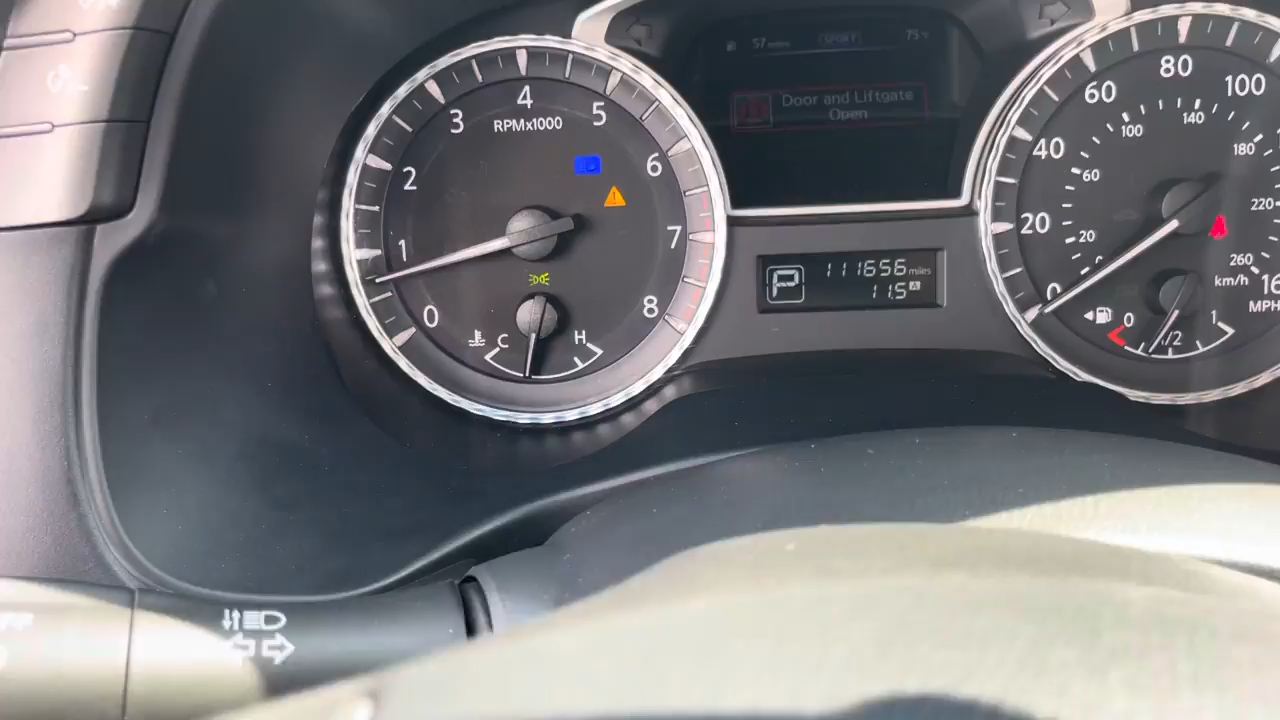 57 miles SPORT 75°F
Door and Liftgate
Open
0 1 2 3 4 5 6 7 8
RPMx1000
C H
P 111656 miles
11.5 A
0 20 40 60 80 100
20 60 100 140 180 220 260
km/h
MPH
0 1/2 1